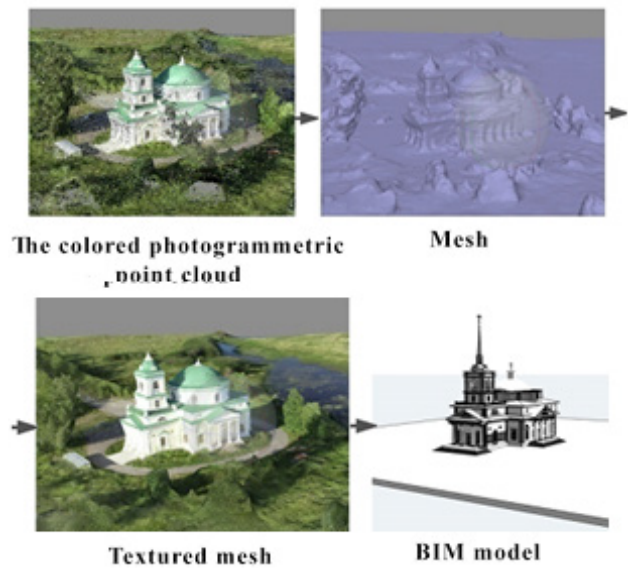 The colored photogrammetric
point cloud
Mesh
Textured mesh
BIM model